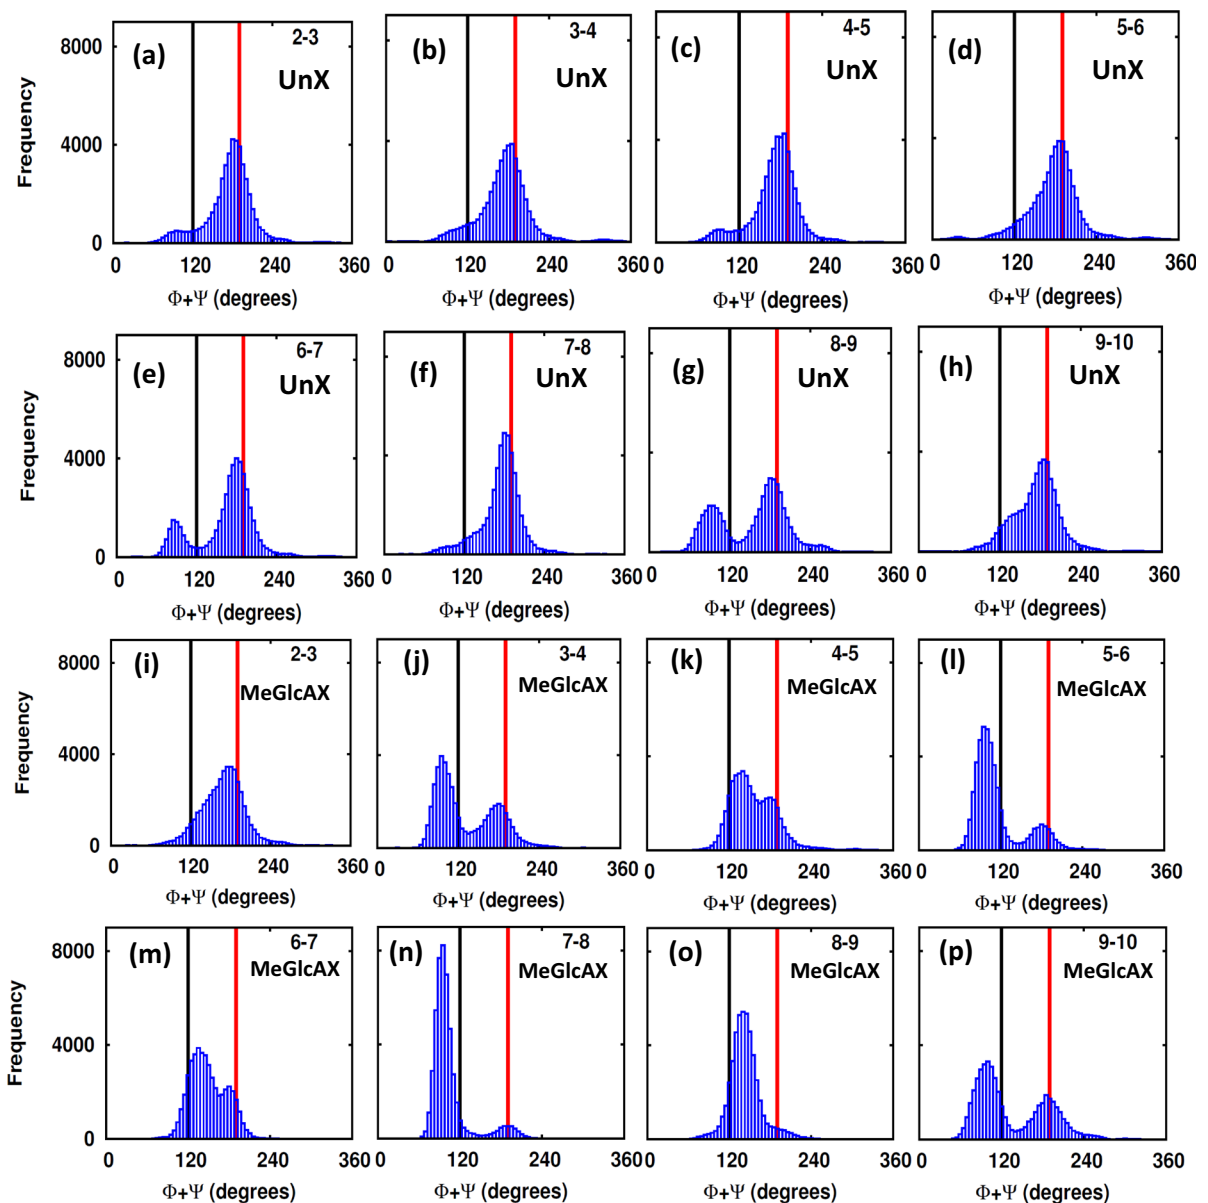 (a) 2-3 UnX
Frequency
8000
4000
0
0 120 240 360
Φ+Ψ (degrees)
(b) 3-4 UnX
0 120 240 360
Φ+Ψ (degrees)
(c) 4-5 UnX
0 120 240 360
Φ+Ψ (degrees)
(d) 5-6 UnX
0 120 240 360
Φ+Ψ (degrees)
(e) 6-7 UnX
Frequency
8000
4000
0
0 120 240 360
Φ+Ψ (degrees)
(f) 7-8 UnX
0 120 240 360
Φ+Ψ (degrees)
(g) 8-9 UnX
0 120 240 360
Φ+Ψ (degrees)
(h) 9-10 UnX
0 120 240 360
Φ+Ψ (degrees)
(i) 2-3 MeGlcAX
Frequency
8000
4000
0
0 120 240 360
Φ+Ψ (degrees)
(j) 3-4 MeGlcAX
0 120 240 360
Φ+Ψ (degrees)
(k) 4-5 MeGlcAX
0 120 240 360
Φ+Ψ (degrees)
(l) 5-6 MeGlcAX
0 120 240 360
Φ+Ψ (degrees)
(m) 6-7 MeGlcAX
Frequency
8000
4000
0
0 120 240 360
Φ+Ψ (degrees)
(n) 7-8 MeGlcAX
0 120 240 360
Φ+Ψ (degrees)
(o) 8-9 MeGlcAX
0 120 240 360
Φ+Ψ (degrees)
(p) 9-10 MeGlcAX
0 120 240 360
Φ+Ψ (degrees)